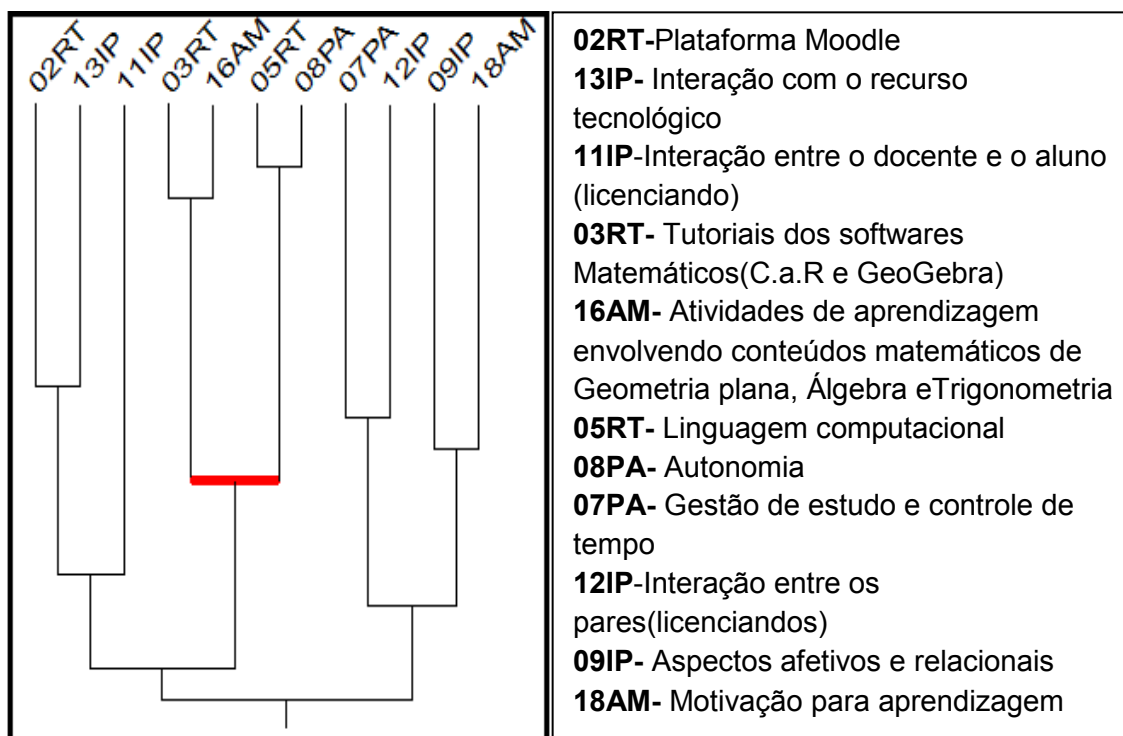 02RT 13IP 11IP 03RT 16AM 05RT 08PA 07PA 12IP 09IP 18AM
02RT-Plataforma Moodle
13IP- Interação com o recurso
tecnológico
11IP-Interação entre o docente e o aluno
(licenciando)
03RT- Tutoriais dos softwares
Matemáticos(C.a.R e GeoGebra)
16AM- Atividades de aprendizagem
envolvendo conteúdos matemáticos de
Geometria plana, Álgebra eTrigonometria
05RT- Linguagem computacional
08PA- Autonomia
07PA- Gestão de estudo e controle de
tempo
12IP-Interação entre os
pares(licenciandos)
09IP- Aspectos afetivos e relacionais
18AM- Motivação para aprendizagem